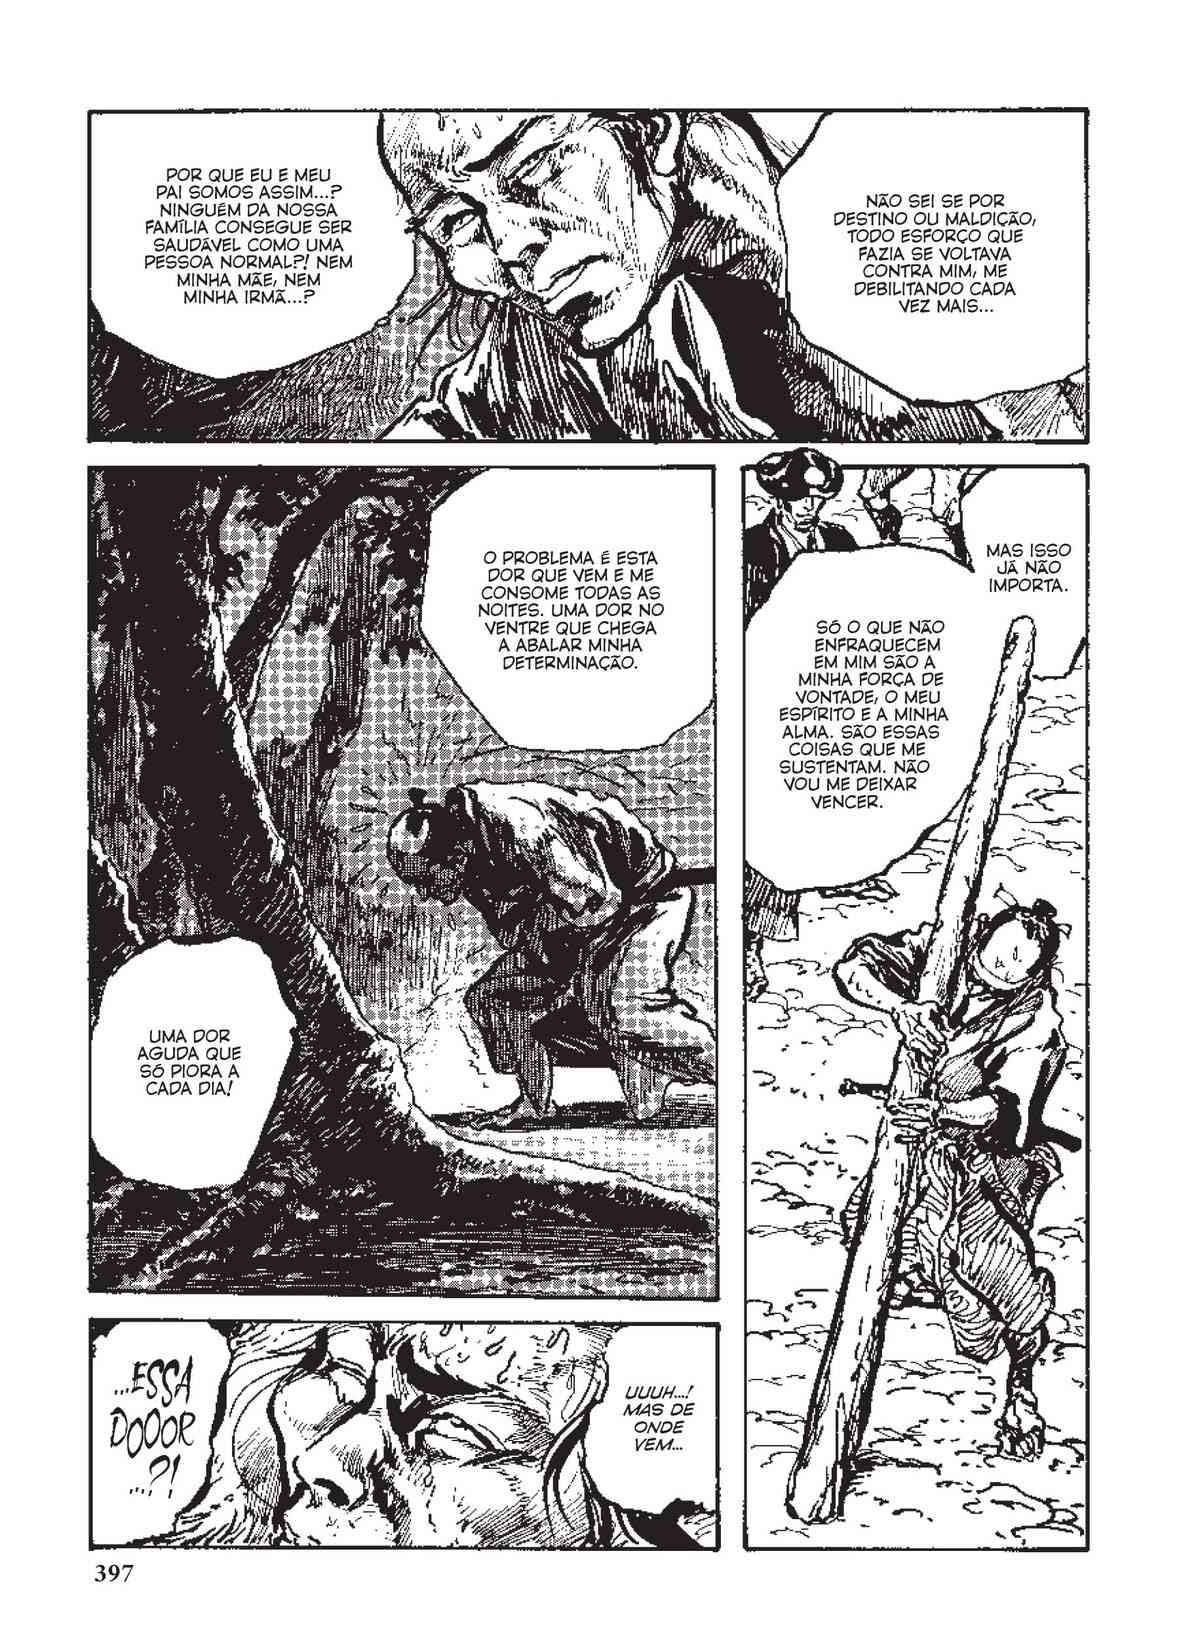 NÃO SEI SE POR
DESTINO OU MALDIÇÃO,
TODO ESFORÇO QUE
FAZIA SE VOLTAVA
CONTRA MIM, ME
DEBILITANDO CADA
VEZ MAIS...
POR QUE EU E MEU
PAI SOMOS ASSIM...?
NINGUÉM DA NOSSA
FAMÍLIA CONSEGUE SER
SAUDÁVEL COMO UMA
PESSOA NORMAL?! NEM
MINHA MÃE, NEM
MINHA IRMÃ...?
MAS ISSO
JÁ NÃO
IMPORTA.
SÓ O QUE NÃO
ENFRAQUECEM
EM MIM SÃO A
MINHA FORÇA DE
VONTADE, O MEU
ESPÍRITO E A MINHA
ALMA. SÃO ESSAS
COISAS QUE ME
SUSTENTAM. NÃO
VOU ME DEIXAR
VENCER.
O PROBLEMA É ESTA
DOR QUE VEM E ME
CONSOME TODAS AS
NOITES. UMA DOR NO
VENTRE QUE CHEGA
A ABALAR MINHA
DETERMINAÇÃO.
UMA DOR
AGUDA QUE
SÓ PIORA A
CADA DIA!
UUUH...!
MAS DE
ONDE
VEM...
...ESSA
DOOOR
...?!
397